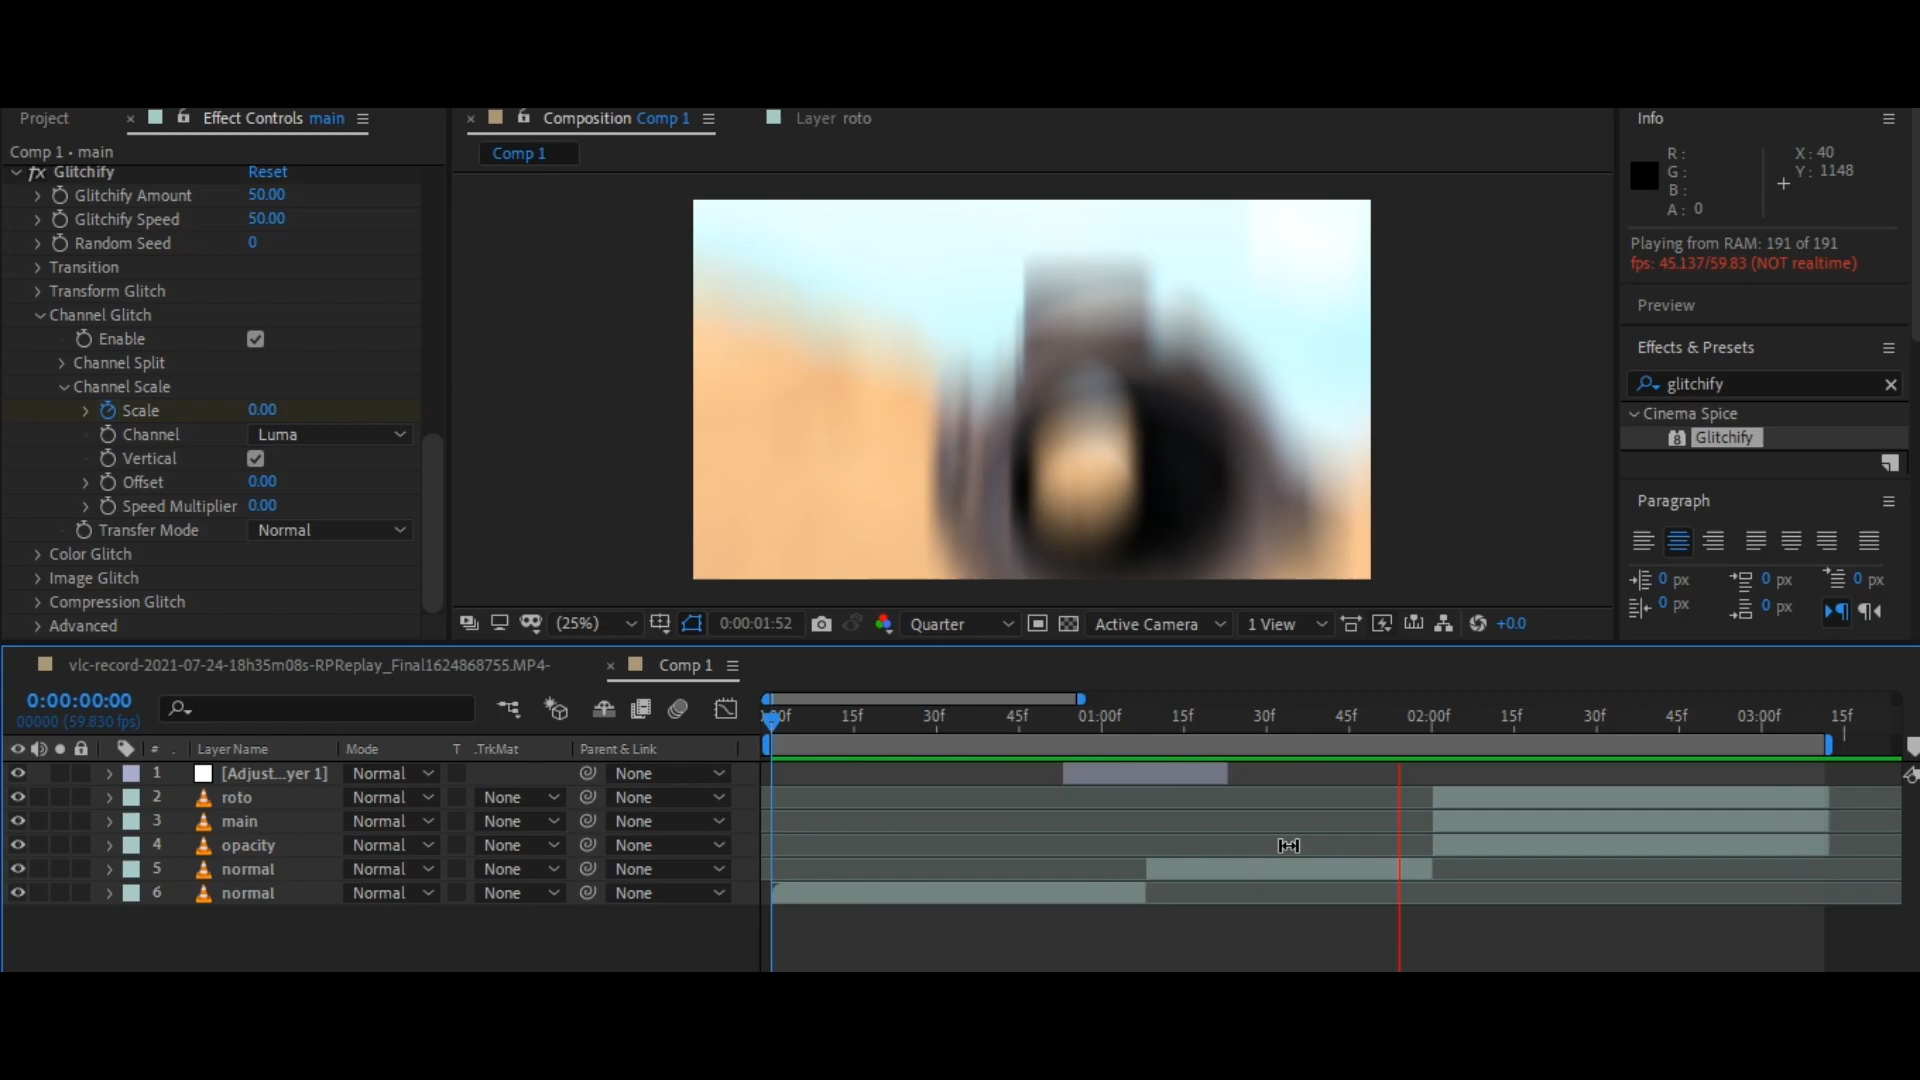 Project
× Effect Controls main
× Composition Comp 1
Layer roto
Info
Comp 1 • main
Comp 1
R :
G :
B :
A : 0
X : 40
Y : 1148
fx Glitchify Reset
Glitchify Amount 50.00
Glitchify Speed 50.00
Random Seed 0
Transition
Transform Glitch
Channel Glitch
Enable
Channel Split
Channel Scale
Scale 0.00
Channel Luma
Vertical
Offset 0.00
Speed Multiplier 0.00
Transfer Mode Normal
Color Glitch
Image Glitch
Compression Glitch
Advanced
Playing from RAM: 191 of 191
fps: 45.137/59.83 (NOT realtime)
Preview
Effects & Presets
glitchify ×
Cinema Spice
8 Glitchify
Paragraph
0 px 0 px 0 px
0 px 0 px
(25%) 0:00:01:52 Quarter Active Camera 1 View +0.0
vlc-record-2021-07-24-18h35m08s-RPReplay_Final1624868755.MP4-
× Comp 1
0:00:00:00
00000 (59.830 fps)
15f 30f 45f 01:00f 15f 30f 45f 02:00f 15f 30f 45f 03:00f 15f
# . Layer Name Mode T .TrkMat Parent & Link
1 [Adjust...yer 1] Normal None
2 roto Normal None None
3 main Normal None None
4 opacity Normal None None
5 normal Normal None None
6 normal Normal None None